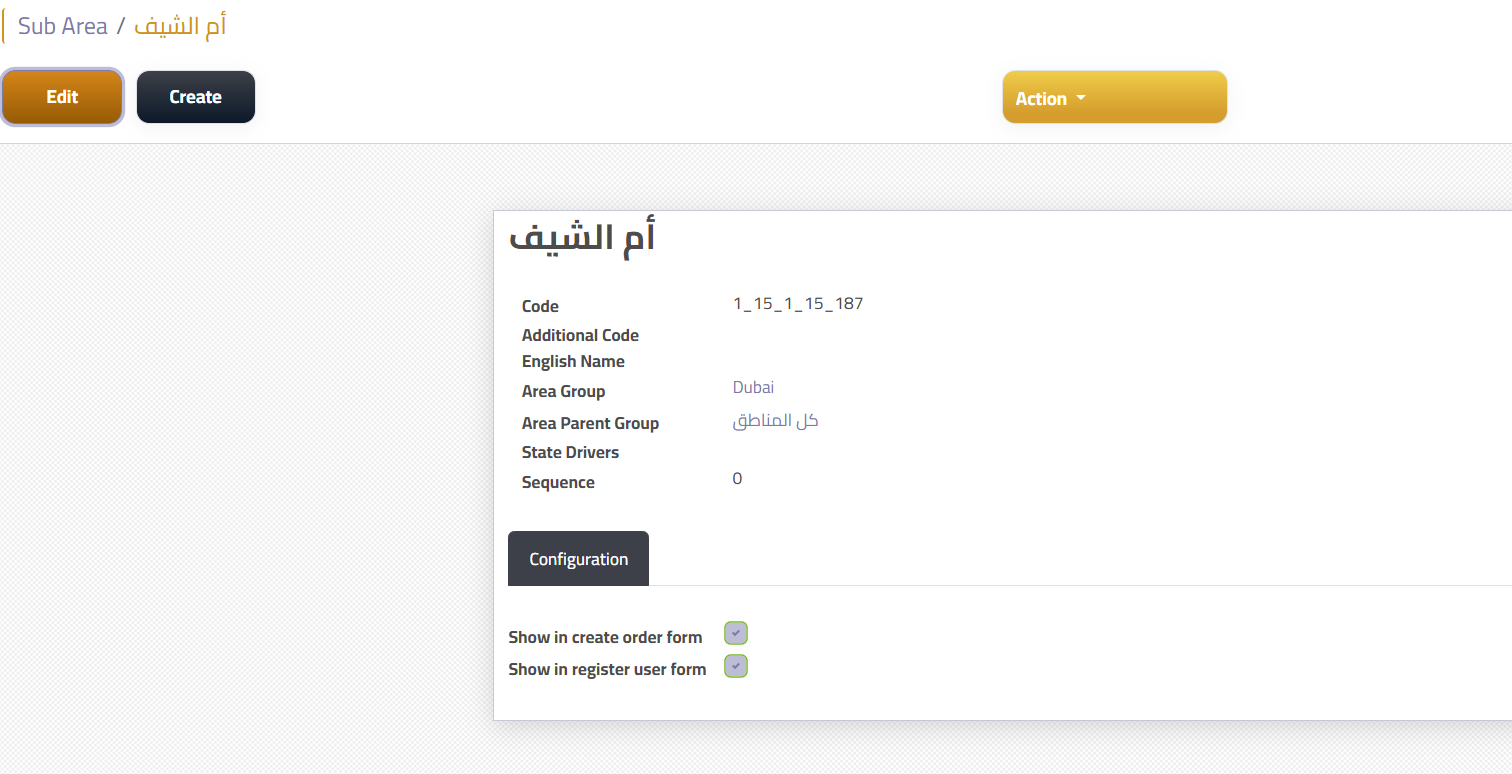 Sub Area / أم الشيف
Edit Create Action
أم الشيف
Code 1_15_1_15_187
Additional Code
English Name
Area Group Dubai
Area Parent Group كل المناطق
State Drivers
Sequence 0
Configuration
Show in create order form
Show in register user form